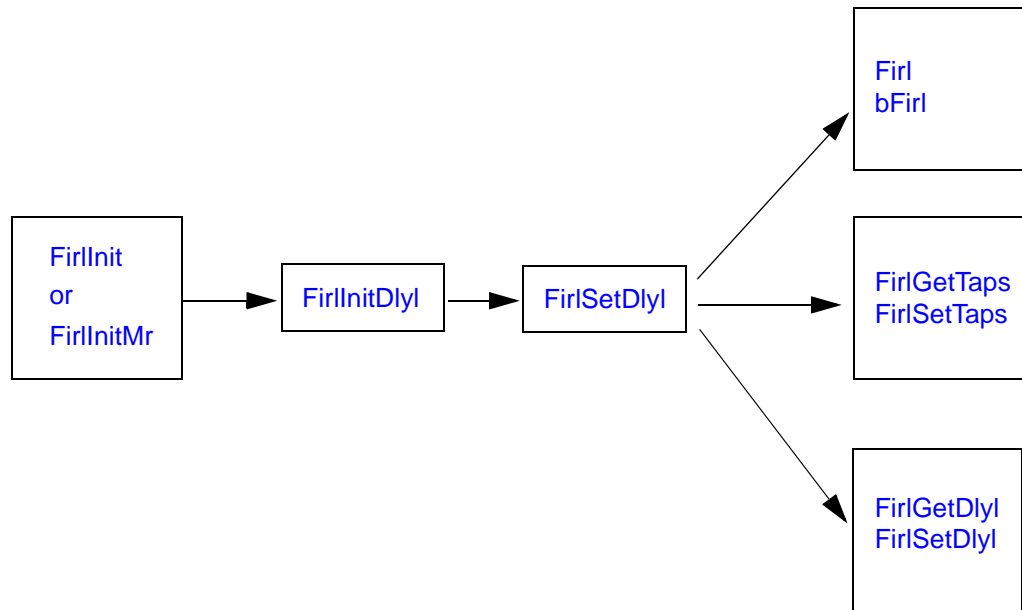 FirlInit
or
FirlInitMr
FirlInitDlyl
FirlSetDlyl
Firl
bFirl
FirlGetTaps
FirlSetTaps
FirlGetDlyl
FirlSetDlyl